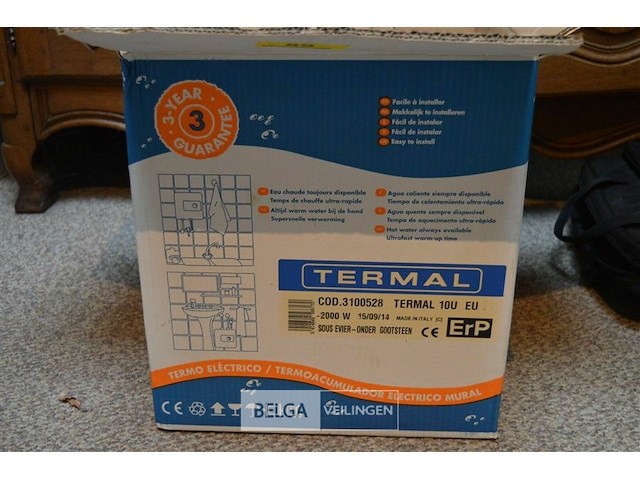 3-YEAR
3
GUARANTEE
Facile à installer
Makkelijk te installeren
Fácil de instalar
Fácil de instalar
Easy to install
Eau chaude toujours disponible
Temps de chauffe ultra-rapide
Altijd warm water bij de hand
Supersnelle verwarming
Agua caliente siempre disponible
Tiempo de calentamiento ultra-rápido
Agua quente sempre disponível
Tempo de aquecimento ultra-rápido
Hot water always available
Ultrafast warm-up time
TERMAL
COD.3100528 TERMAL 10U EU
-2000 W 15/09/14 MADE IN ITALY [C]
SOUS EVIER-ONDER GOOTSTEEN CE ErP
TERMO ELÉCTRICO / TERMOACUMULADOR ELÉCTRICO MURAL
CE
BELGA VEILINGEN